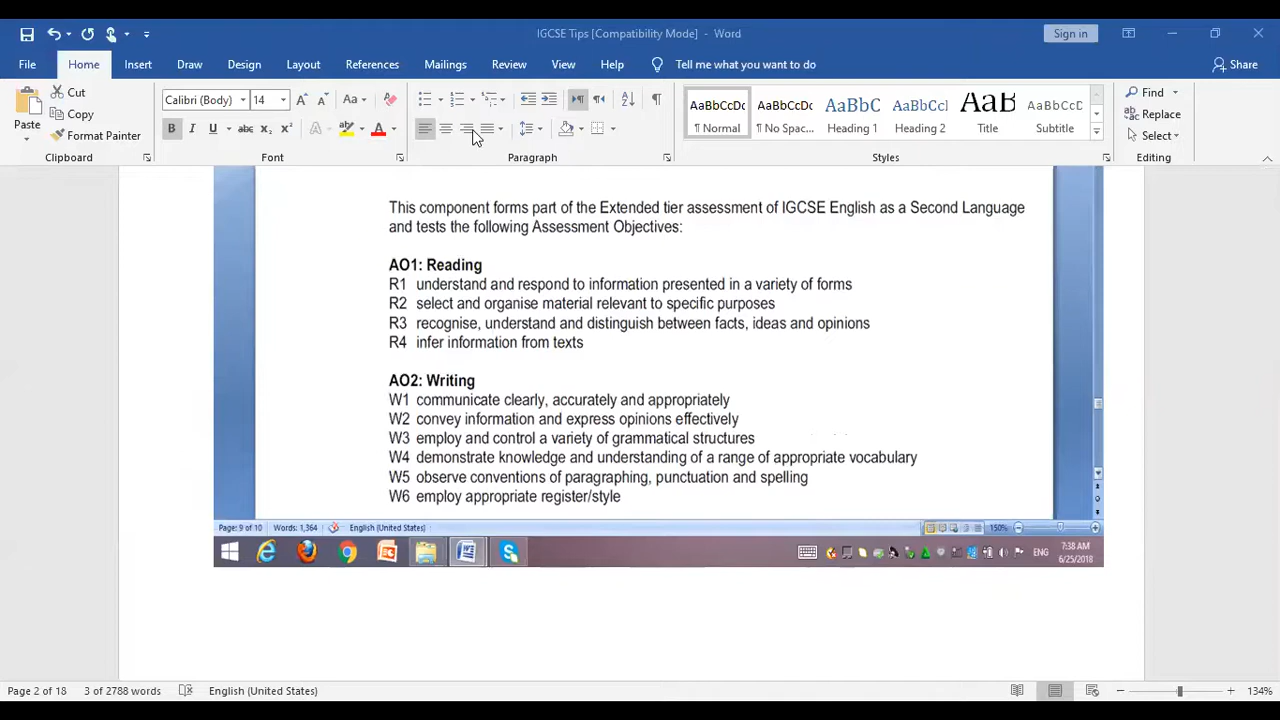 IGCSE Tips [Compatibility Mode] - Word
Sign in
File Home Insert Draw Design Layout References Mailings Review View Help Tell me what you want to do Share
Paste
Cut
Copy
Format Painter
Clipboard
Calibri (Body) 14
Font
Paragraph
AaBbCcDc AaBbCcDc AaBbC AaBbCcI AaB AaBbCcD
¶ Normal ¶ No Spac... Heading 1 Heading 2 Title Subtitle
Styles
Find
Replace
Select
Editing
This component forms part of the Extended tier assessment of IGCSE English as a Second Language
and tests the following Assessment Objectives:
AO1: Reading
R1 understand and respond to information presented in a variety of forms
R2 select and organise material relevant to specific purposes
R3 recognise, understand and distinguish between facts, ideas and opinions
R4 infer information from texts
AO2: Writing
W1 communicate clearly, accurately and appropriately
W2 convey information and express opinions effectively
W3 employ and control a variety of grammatical structures
W4 demonstrate knowledge and understanding of a range of appropriate vocabulary
W5 observe conventions of paragraphing, punctuation and spelling
W6 employ appropriate register/style
Page: 9 of 10 Words: 1,364 English (United States) 150%
ENG 7:38 AM
6/25/2018
Page 2 of 18 3 of 2788 words English (United States) 134%